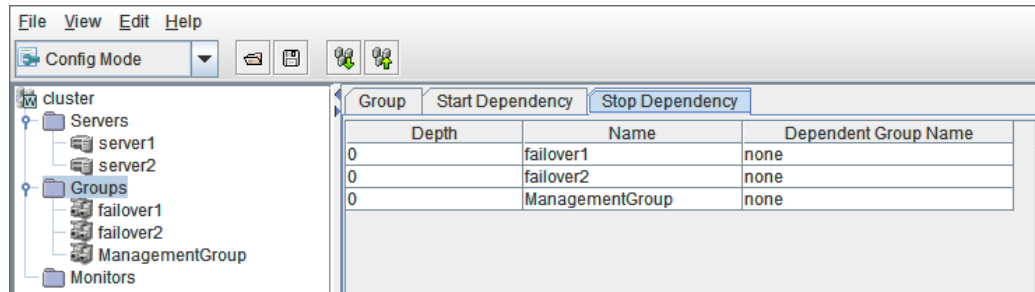 File View Edit Help
Config Mode
cluster
Servers
server1
server2
Groups
failover1
failover2
ManagementGroup
Monitors
Group Start Dependency Stop Dependency
Depth Name Dependent Group Name
0 failover1 none
0 failover2 none
0 ManagementGroup none